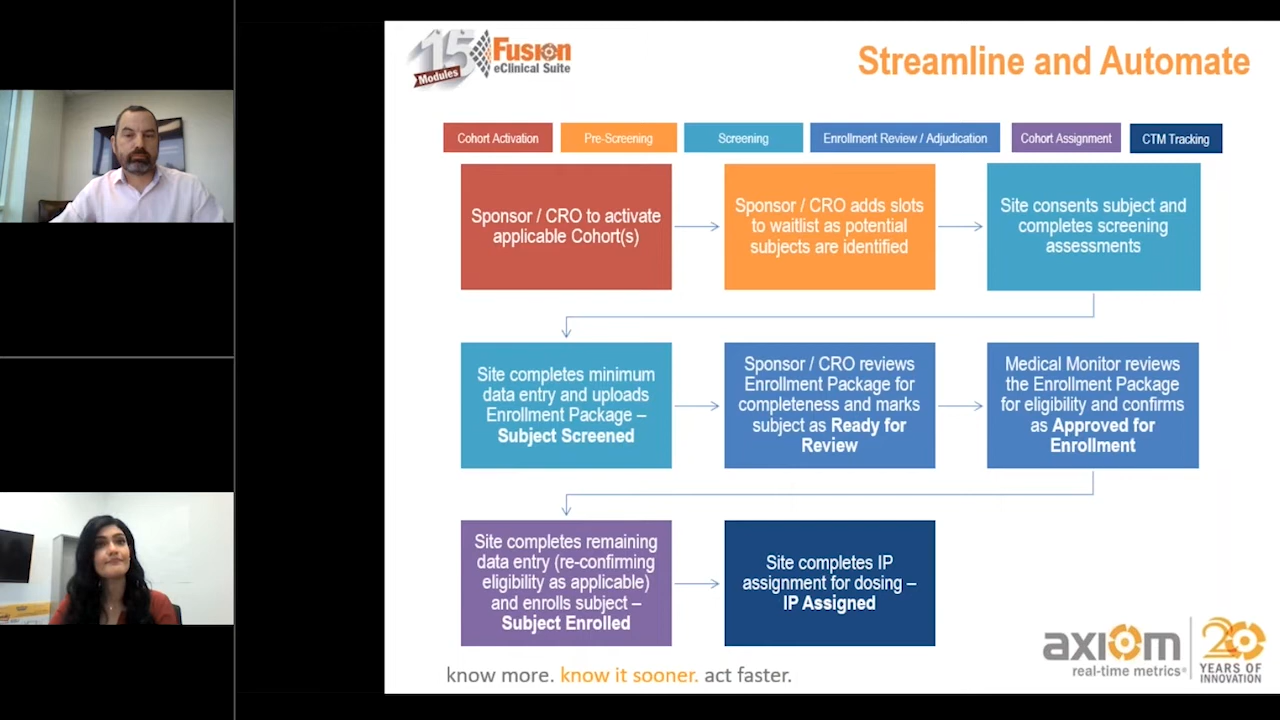 15
Modules
Fusion
eClinical Suite
Streamline and Automate
Cohort Activation
Pre-Screening
Screening
Enrollment Review / Adjudication
Cohort Assignment
CTM Tracking
Sponsor / CRO to activate
applicable Cohort(s)
Sponsor / CRO adds slots
to waitlist as potential
subjects are identified
Site consents subject and
completes screening
assessments
Site completes minimum
data entry and uploads
Enrollment Package –
Subject Screened
Sponsor / CRO reviews
Enrollment Package for
completeness and marks
subject as Ready for
Review
Medical Monitor reviews
the Enrollment Package
for eligibility and confirms
as Approved for
Enrollment
Site completes remaining
data entry (re-confirming
eligibility as applicable)
and enrolls subject –
Subject Enrolled
Site completes IP
assignment for dosing –
IP Assigned
know more. know it sooner. act faster.
axiom
real-time metrics®
20
YEARS OF
INNOVATION